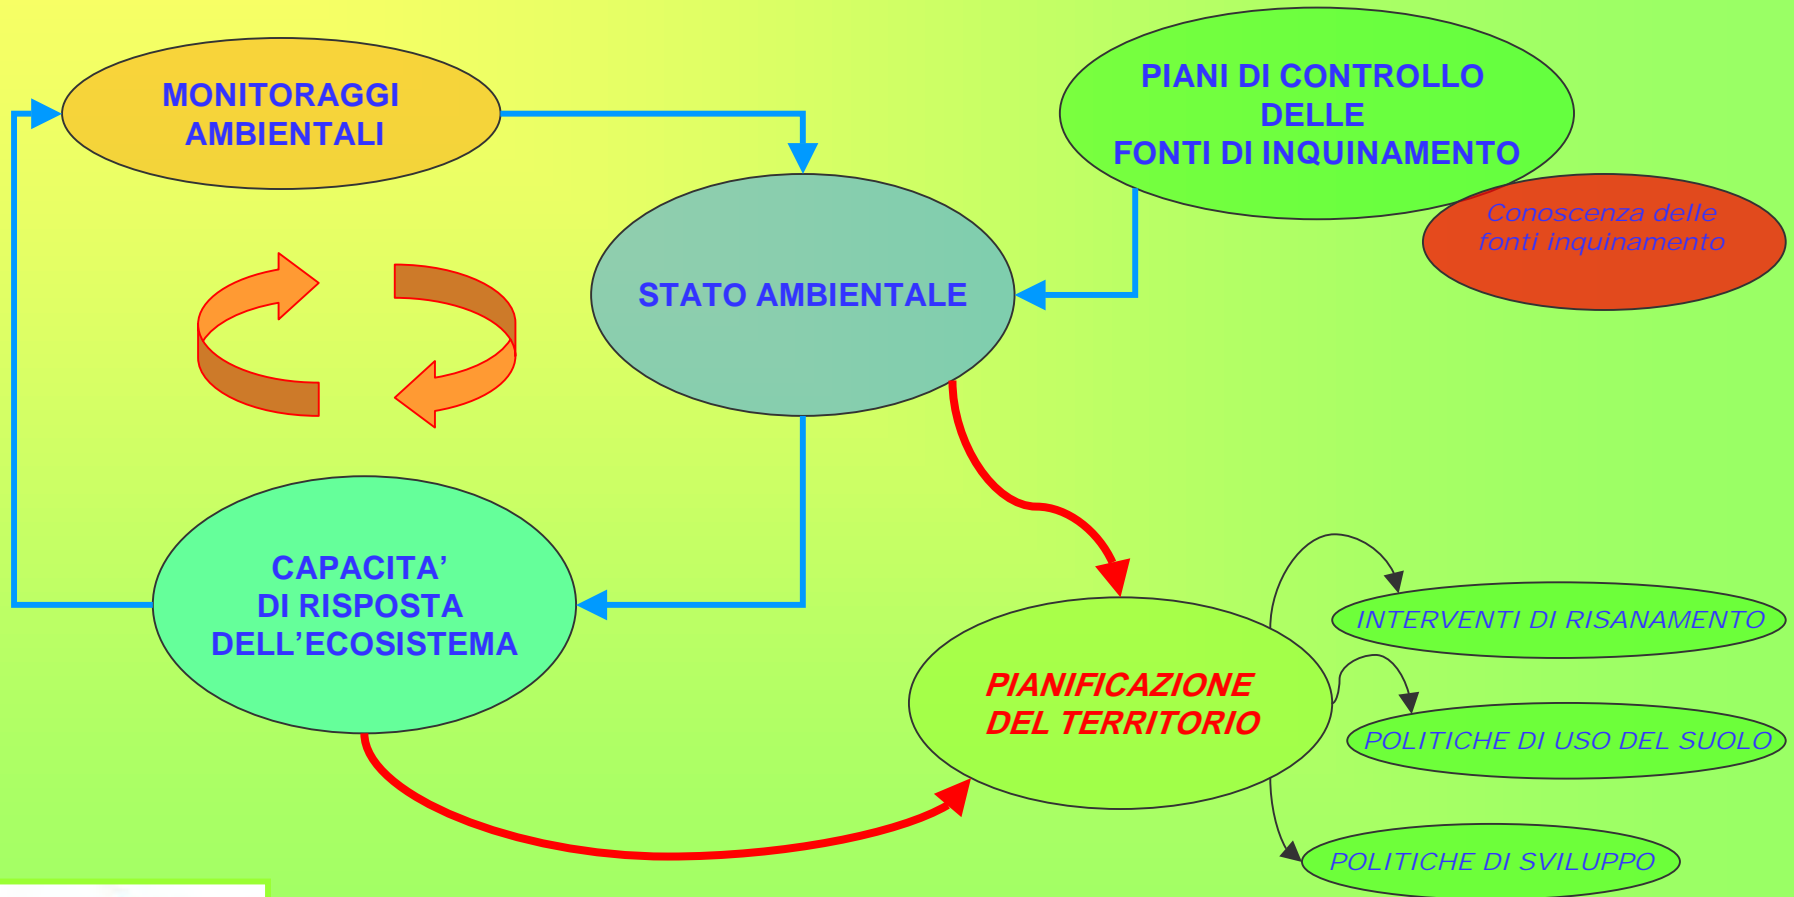 MONITORAGGI
AMBIENTALI
PIANI DI CONTROLLO
DELLE
FONTI DI INQUINAMENTO
Conoscenza delle
fonti inquinamento
STATO AMBIENTALE
CAPACITA’
DI RISPOSTA
DELL’ECOSISTEMA
PIANIFICAZIONE
DEL TERRITORIO
INTERVENTI DI RISANAMENTO
POLITICHE DI USO DEL SUOLO
POLITICHE DI SVILUPPO